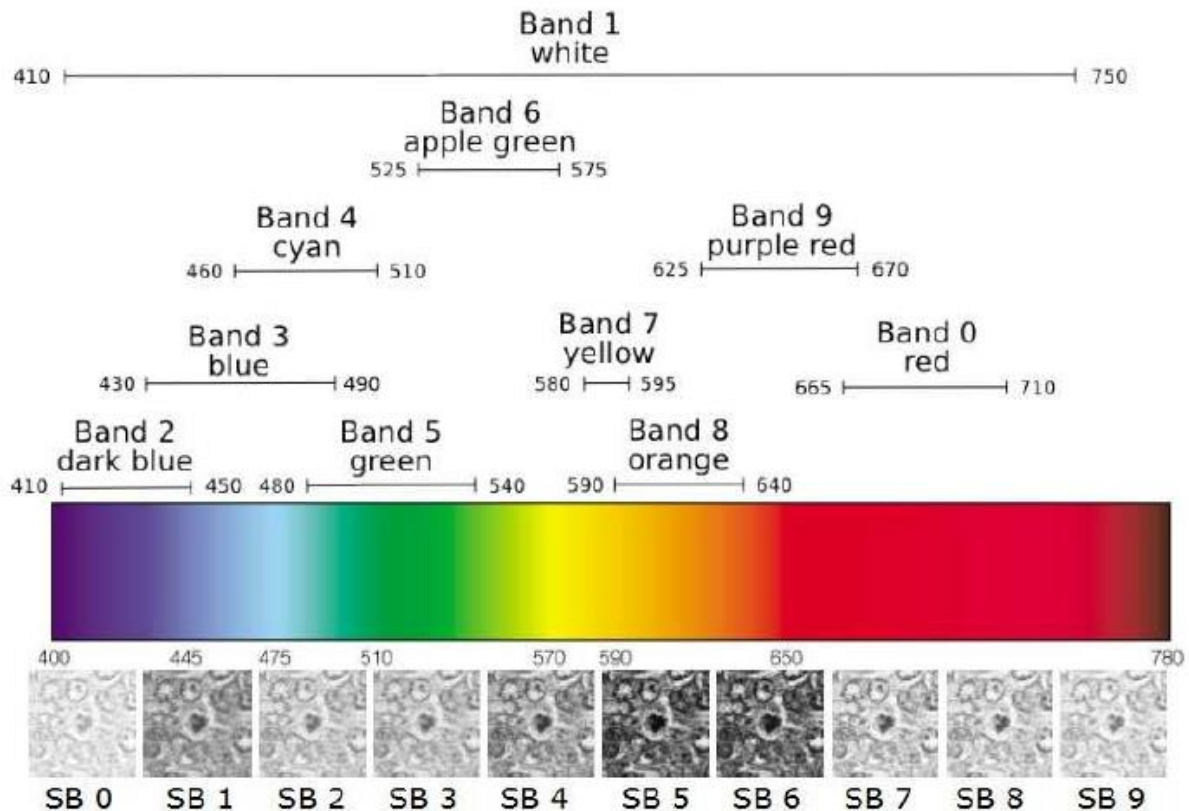 Band 1
white
410 750
Band 6
apple green
525 575
Band 4
cyan
460 510
Band 9
purple red
625 670
Band 3
blue
430 490
Band 7
yellow
580 595
Band 0
red
665 710
Band 2
dark blue
410 450
Band 5
green
480 540
Band 8
orange
590 640
400 445 475 510 570 590 650 780
SB 0 SB 1 SB 2 SB 3 SB 4 SB 5 SB 6 SB 7 SB 8 SB 9